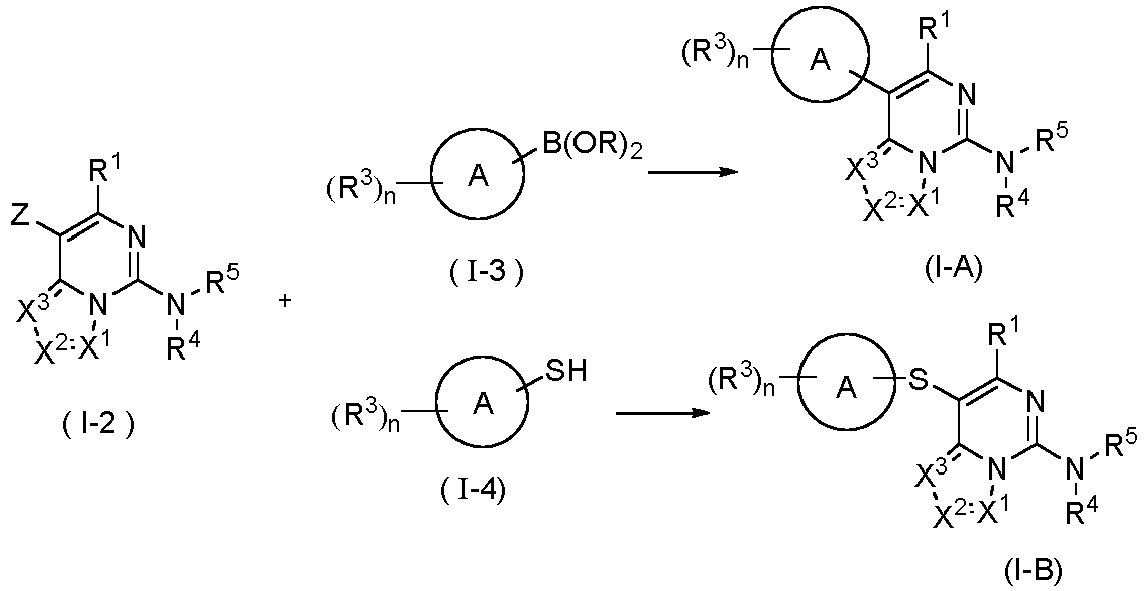 Z R¹ N N N R⁵ R⁴ X³ X²=X¹
( I-2 )
+
(R³)n A B(OR)₂
( I-3 )
(R³)n A SH
( I-4)
(R³)n A R¹ N N N R⁵ R⁴ X³ X²=X¹
(I-A)
(R³)n A S R¹ N N N R⁵ R⁴ X³ X²=X¹
(I-B)